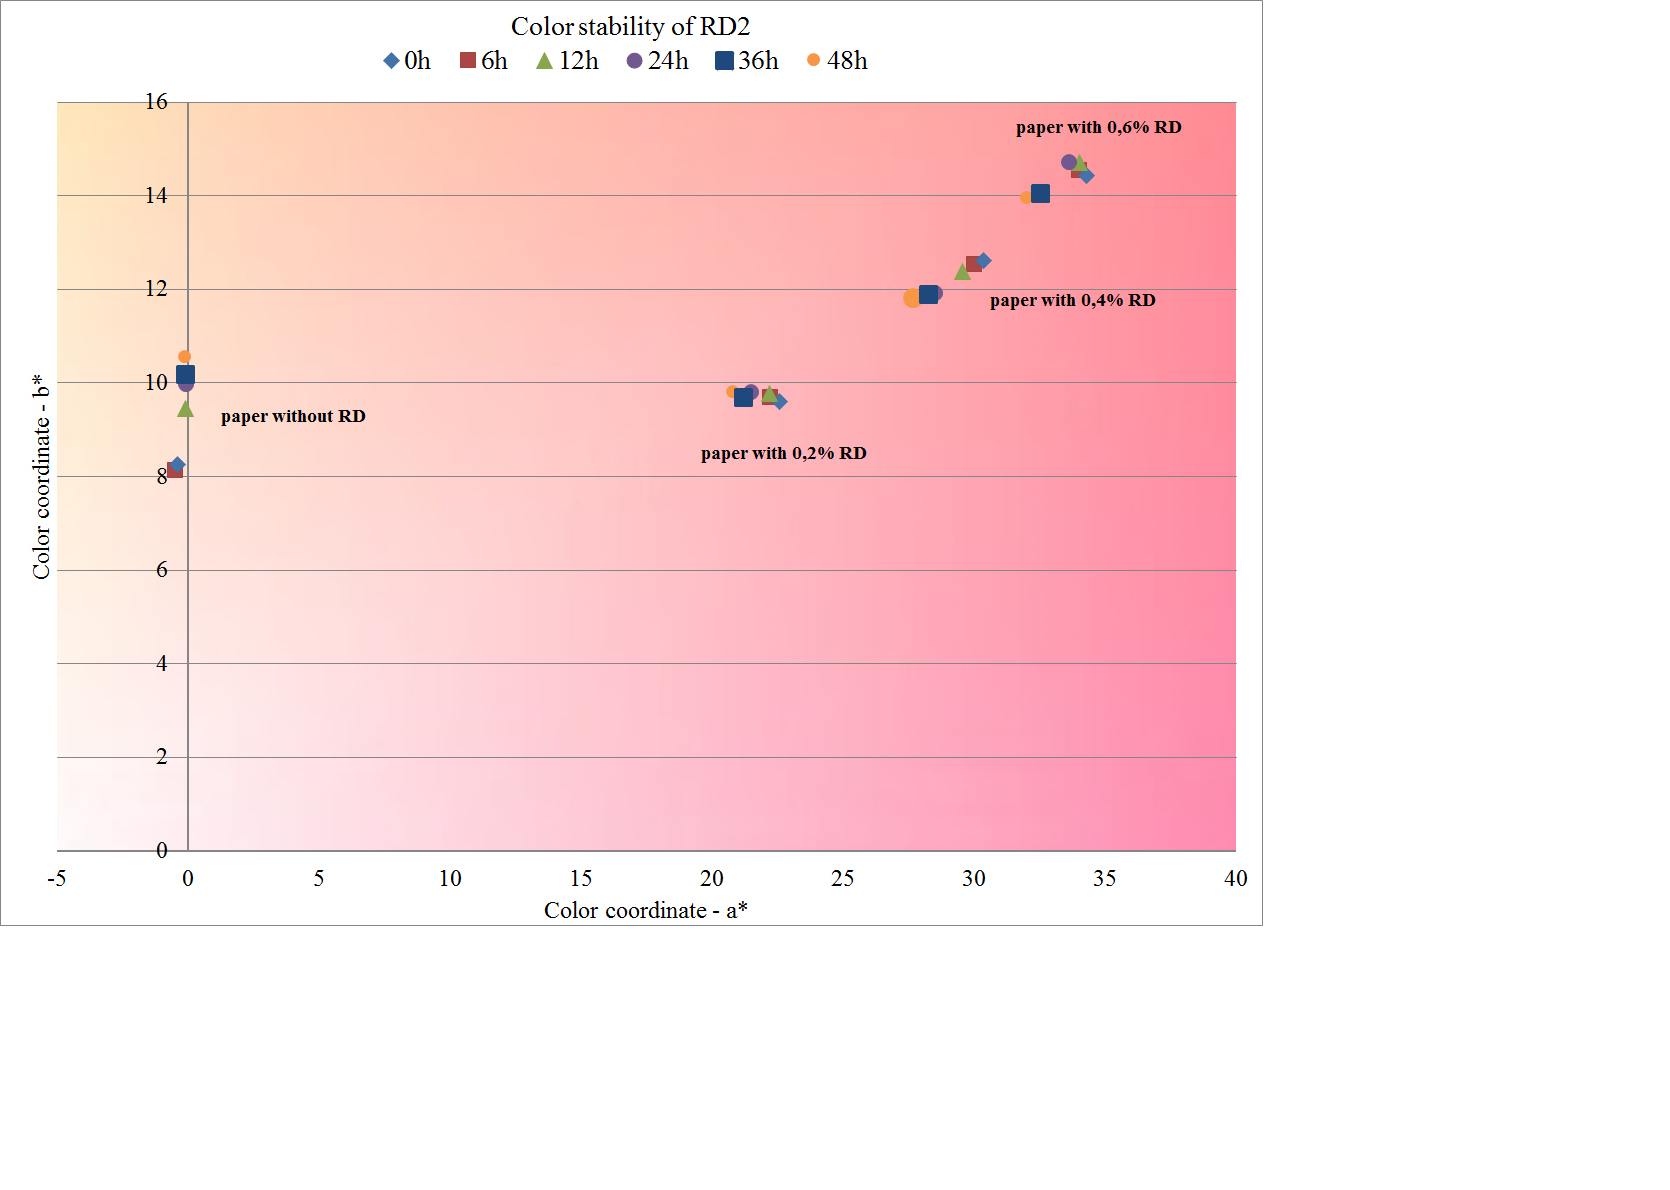 Color stability of RD2
0h 6h 12h 24h 36h 48h
16
paper with 0,6% RD
14
12
paper with 0,4% RD
10
paper without RD
paper with 0,2% RD
8
6
4
2
0
Color coordinate - b*
-5 0 5 10 15 20 25 30 35 40
Color coordinate - a*